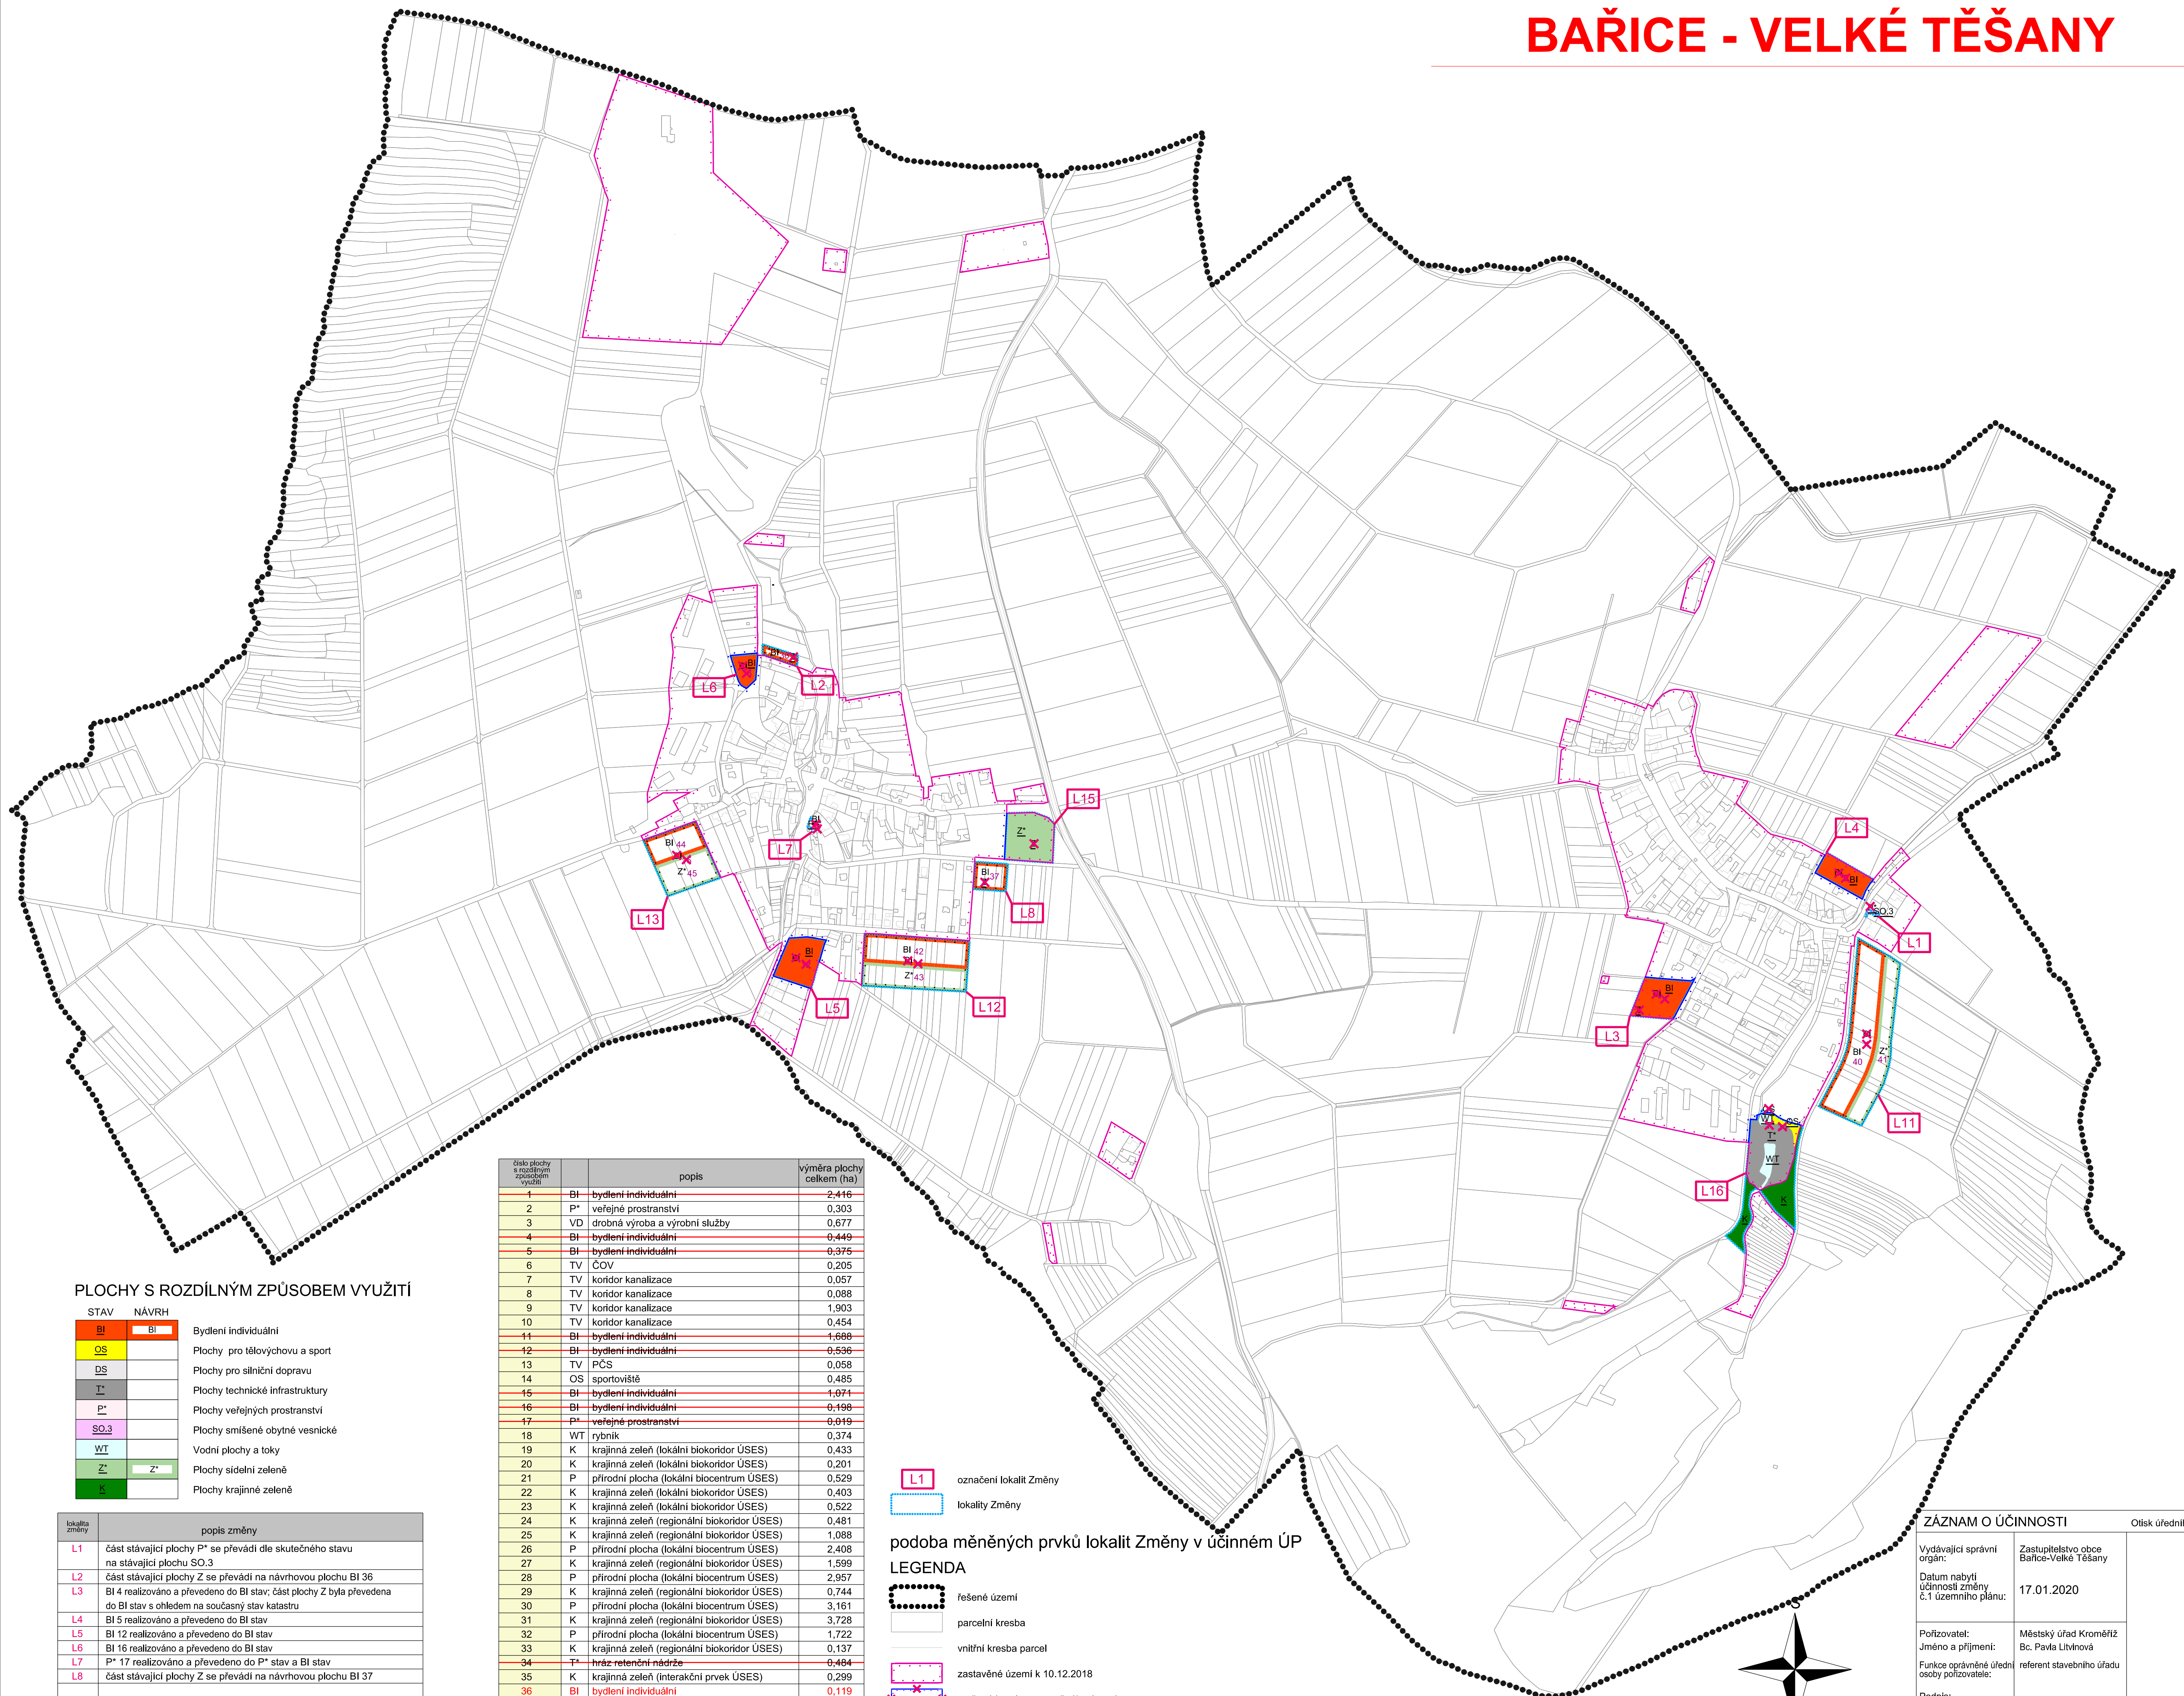 BAŘICE - VELKÉ TĚŠANY
L6
L2
BI
BI
L7
BI
L15
Z*
BI 44
Z* 45
L13
BI 37
L8
BI
L5
BI 42
Z* 43
L12
L4
BI
SO.3
L1
BI
L3
BI 40
Z* 41
L11
WT
OS
T*
WT
L16
K
K
PLOCHY S ROZDÍLNÝM ZPŮSOBEM VYUŽITÍ
STAV NÁVRH
BI BI Bydlení individuální
OS Plochy pro tělovýchovu a sport
DS Plochy pro silniční dopravu
T* Plochy technické infrastruktury
P* Plochy veřejných prostranství
SO.3 Plochy smíšené obytné vesnické
WT Vodní plochy a toky
Z* Z* Plochy sídelní zeleně
K Plochy krajinné zeleně
lokalita změny popis změny
L1 část stávající plochy P* se převádí dle skutečného stavu
na stávající plochu SO.3
L2 část stávající plochy Z se převádí na návrhovou plochu BI 36
L3 BI 4 realizováno a převedeno do BI stav; část plochy Z byla převedena
do BI stav s ohledem na současný stav katastru
L4 BI 5 realizováno a převedeno do BI stav
L5 BI 12 realizováno a převedeno do BI stav
L6 BI 16 realizováno a převedeno do BI stav
L7 P* 17 realizováno a převedeno do P* stav a BI stav
L8 část stávající plochy Z se převádí na návrhovou plochu BI 37
číslo plochy s rozdílným způsobem využití popis výměra plochy celkem (ha)
1 BI bydlení individuální 2,416
2 P* veřejné prostranství 0,303
3 VD drobná výroba a výrobní služby 0,677
4 BI bydlení individuální 0,449
5 BI bydlení individuální 0,375
6 TV ČOV 0,205
7 TV koridor kanalizace 0,057
8 TV koridor kanalizace 0,088
9 TV koridor kanalizace 1,903
10 TV koridor kanalizace 0,454
11 BI bydlení individuální 1,688
12 BI bydlení individuální 0,536
13 TV PČS 0,058
14 OS sportoviště 0,485
15 BI bydlení individuální 1,071
16 BI bydlení individuální 0,198
17 P* veřejné prostranství 0,019
18 WT rybník 0,374
19 K krajinná zeleň (lokální biokoridor ÚSES) 0,433
20 K krajinná zeleň (lokální biokoridor ÚSES) 0,201
21 P přírodní plocha (lokální biocentrum ÚSES) 0,529
22 K krajinná zeleň (lokální biokoridor ÚSES) 0,403
23 K krajinná zeleň (lokální biokoridor ÚSES) 0,522
24 K krajinná zeleň (regionální biokoridor ÚSES) 0,481
25 K krajinná zeleň (regionální biokoridor ÚSES) 1,088
26 P přírodní plocha (lokální biocentrum ÚSES) 2,408
27 K krajinná zeleň (regionální biokoridor ÚSES) 1,599
28 P přírodní plocha (lokální biocentrum ÚSES) 2,957
29 K krajinná zeleň (regionální biokoridor ÚSES) 0,744
30 P přírodní plocha (lokální biocentrum ÚSES) 3,161
31 K krajinná zeleň (regionální biokoridor ÚSES) 3,728
32 P přírodní plocha (lokální biocentrum ÚSES) 1,722
33 K krajinná zeleň (regionální biokoridor ÚSES) 0,137
34 T* hráz retenční nádrže 0,484
35 K krajinná zeleň (interakční prvek ÚSES) 0,299
36 BI bydlení individuální 0,119
L1 označení lokalit Změny
lokality Změny
podoba měněných prvků lokalit Změny v účinném ÚP
LEGENDA
řešené území
parcelní kresba
vnitřní kresba parcel
zastavěné území k 10.12.2018
S
ZÁZNAM O ÚČINNOSTI
Vydávající správní orgán: Zastupitelstvo obce Bařice-Velké Těšany
Datum nabytí účinnosti změny č.1 územního plánu: 17.01.2020
Pořizovatel: Městský úřad Kroměříž
Jméno a příjmení: Bc. Pavla Litvinová
Funkce oprávněné úřední osoby pořizovatele: referent stavebního úřadu